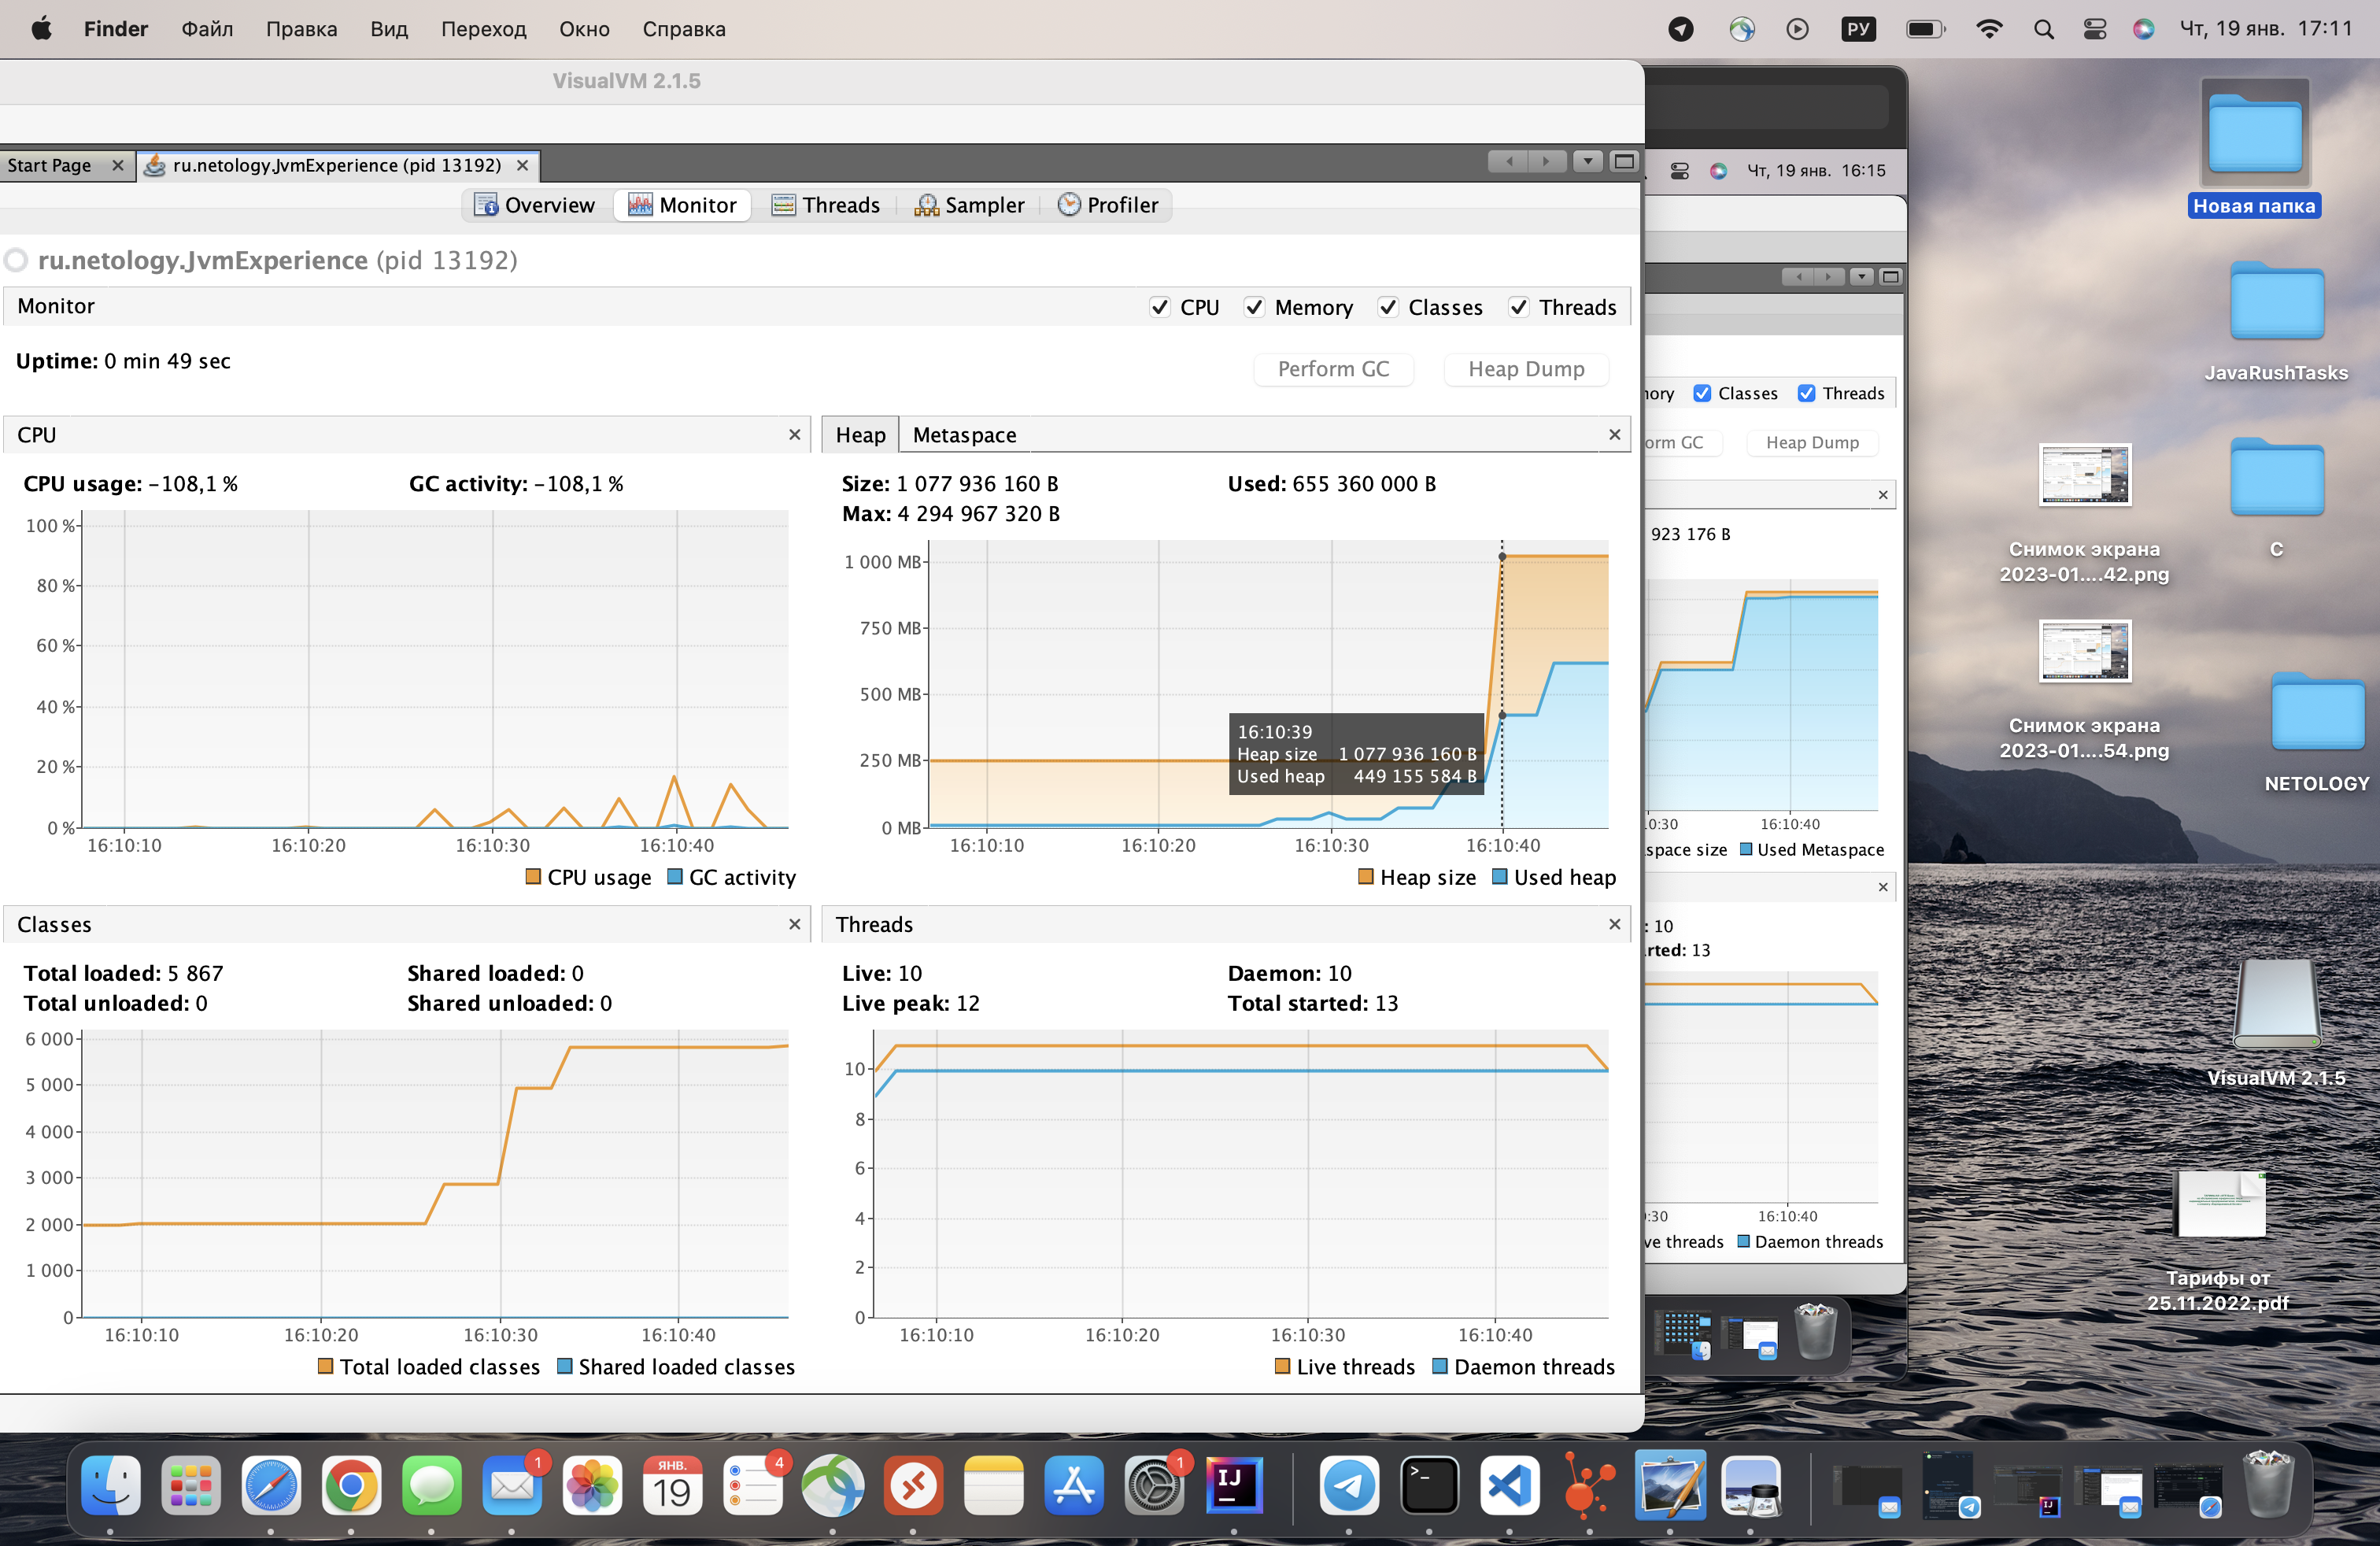 Finder Файл Правка Вид Переход Окно Справка РУ Чт, 19 янв. 17:11
VisualVM 2.1.5
Start Page ru.netology.JvmExperience (pid 13192)
Overview Monitor Threads Sampler Profiler
ru.netology.JvmExperience (pid 13192)
Monitor CPU Memory Classes Threads
Uptime: 0 min 49 sec
Perform GC Heap Dump
CPU
CPU usage: -108,1 % GC activity: -108,1 %
100 %
80 %
60 %
40 %
20 %
0 %
16:10:10 16:10:20 16:10:30 16:10:40
CPU usage GC activity
Heap Metaspace
Size: 1 077 936 160 B Used: 655 360 000 B
Max: 4 294 967 320 B
1 000 MB
750 MB
500 MB
250 MB
0 MB
16:10:39
Heap size 1 077 936 160 B
Used heap 449 155 584 B
16:10:10 16:10:20 16:10:30 16:10:40
Heap size Used heap
Classes
Total loaded: 5 867 Shared loaded: 0
Total unloaded: 0 Shared unloaded: 0
6 000
5 000
4 000
3 000
2 000
1 000
0
16:10:10 16:10:20 16:10:30 16:10:40
Total loaded classes Shared loaded classes
Threads
Live: 10 Daemon: 10
Live peak: 12 Total started: 13
10
8
6
4
2
0
16:10:10 16:10:20 16:10:30 16:10:40
Live threads Daemon threads
Чт, 19 янв. 16:15
ory Classes Threads
orm GC Heap Dump
923 176 B
0:30 16:10:40
space size Used Metaspace
: 10
rted: 13
:30 16:10:40
ve threads Daemon threads
Новая папка
JavaRushTasks
Снимок экрана
2023-01....42.png
C
Снимок экрана
2023-01....54.png
NETOLOGY
VisualVM 2.1.5
Тарифы от
25.11.2022.pdf
1
ЯНВ.
19
4
1
IJ
>_